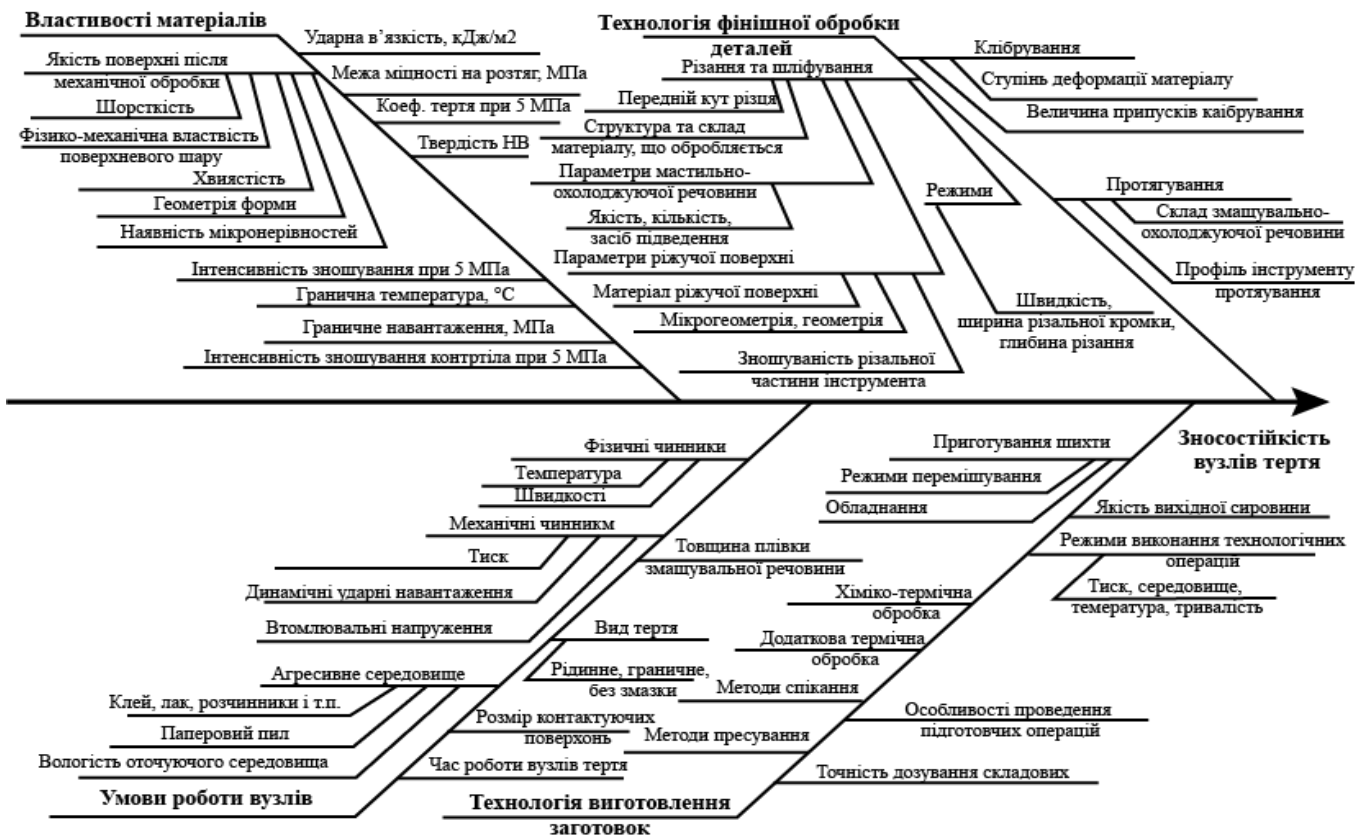 Властивості матеріалів
Ударна в’язкість, кДж/м2
Якість поверхні після
механічної обробки
Межа міцності на розтяг, МПа
Шорсткість
Коеф. тертя при 5 МПа
Фізико-механічна властвість
поверхневого шару
Твердість НВ
Хвиястість
Геометрія форми
Наявність мікронерівностей
Інтенсивність зношування при 5 МПа
Гранична температура, °С
Граничне навантаження, МПа
Інтенсивність зношування контртіла при 5 МПа
Технологія фінішної обробки
деталей
Різання та шліфування
Передній кут різця
Структура та склад
матеріалу, що обробляється
Параметри мастильно-
охолоджуючої речовини
Якість, кількість,
засіб підведення
Параметри ріжучої поверхні
Матеріал ріжучої поверхні
Мікрогеометрія, геометрія
Зношуваність різальної
частини інструмента
Режими
Швидкість,
ширина різальної кромки,
глибина різання
Клібрування
Ступінь деформації матеріалу
Величина припусків каібрування
Протягування
Склад змащувально-
охолоджуючої речовини
Профіль інструменту
протяування
Зносостійкість
вузлів тертя
Фізичні чинники
Температура
Швидкості
Механічні чинникм
Тиск
Динамічні ударні навантаження
Втомлювальні напруження
Агресивне середовище
Клей, лак, розчинники і т.п.
Паперовий пил
Вологість оточуючого середовища
Умови роботи вузлів
Товщина плівки
змащувальної речовини
Вид тертя
Рідинне, граничне,
без змазки
Розмір контактуючих
поверхонь
Час роботи вузлів тертя
Приготування шихти
Режими перемішування
Обладнання
Якість вихідної сировини
Режими виконання технологічних
операцій
Тиск, середовище,
темература, тривалість
Хіміко-термічна
обробка
Додаткова термічна
обробка
Методи спікання
Методи пресування
Особливості проведення
підготовчих операцій
Точність дозування складових
Технологія виготовлення
заготовок